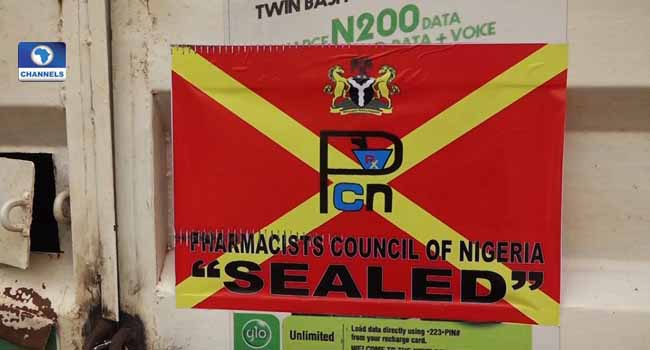 CHANNELS
TWIN BASH
N200 DATA
DATA + VOICE
PCn
Rx
PHARMACISTS COUNCIL OF NIGERIA
“SEALED”
glo
Unlimited
• Load data directly using *223*PIN#
from your recharge card.